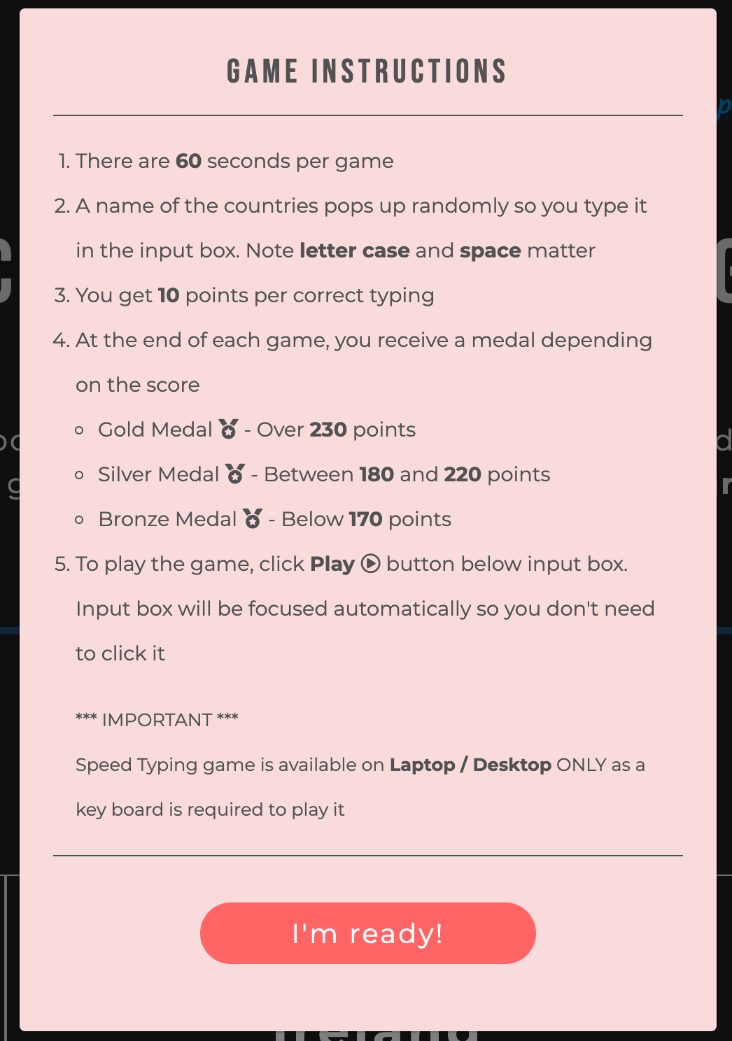 GAME INSTRUCTIONS
1. There are 60 seconds per game
2. A name of the countries pops up randomly so you type it
in the input box. Note letter case and space matter
3. You get 10 points per correct typing
4. At the end of each game, you receive a medal depending
on the score
Gold Medal - Over 230 points
Silver Medal - Between 180 and 220 points
Bronze Medal - Below 170 points
5. To play the game, click Play button below input box.
Input box will be focused automatically so you don't need
to click it
*** IMPORTANT ***
Speed Typing game is available on Laptop / Desktop ONLY as a
key board is required to play it
I'm ready!
Ireland